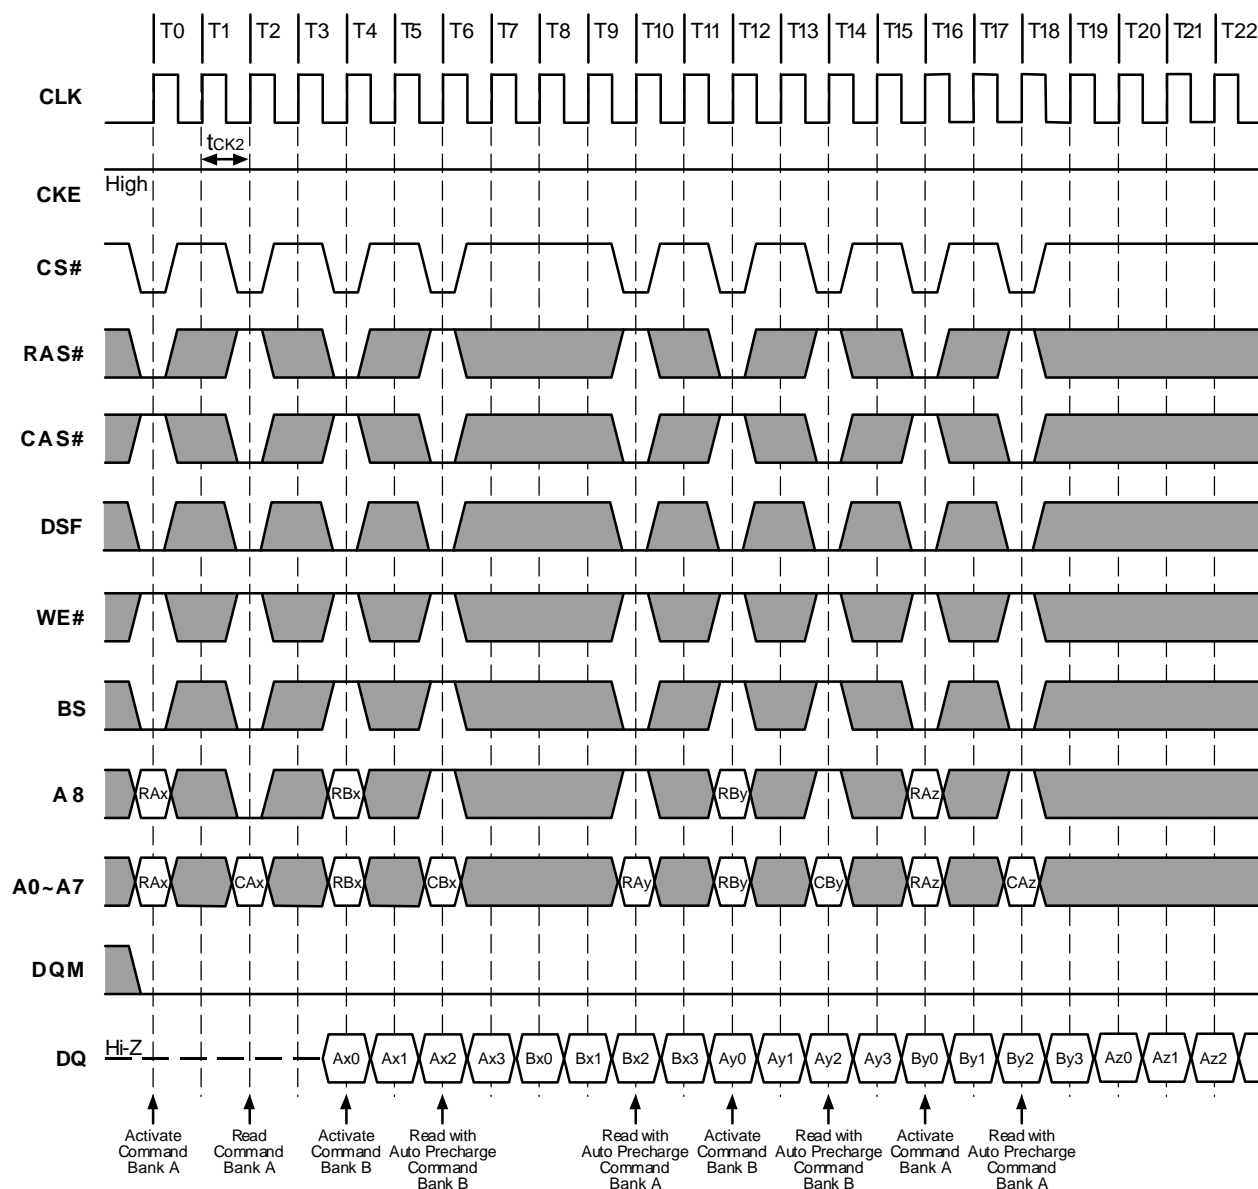 T0 T1 T2 T3 T4 T5 T6 T7 T8 T9 T10 T11 T12 T13 T14 T15 T16 T17 T18 T19 T20 T21 T22
CLK
tCK2
High
CKE
CS#
RAS#
CAS#
DSF
WE#
BS
A8 RAx RBx RBy RAz
A0~A7 RAx CAx RBx CBx RAy RBy CBy RAz CAz
DQM
DQ Hi-Z Ax0 Ax1 Ax2 Ax3 Bx0 Bx1 Bx2 Bx3 Ay0 Ay1 Ay2 Ay3 By0 By1 By2 By3 Az0 Az1 Az2
Activate
Command
Bank A
Read
Command
Bank A
Activate
Command
Bank B
Read with
Auto Precharge
Command
Bank B
Read with
Auto Precharge
Command
Bank A
Activate
Command
Bank B
Read with
Auto Precharge
Command
Bank B
Activate
Command
Bank A
Read with
Auto Precharge
Command
Bank A